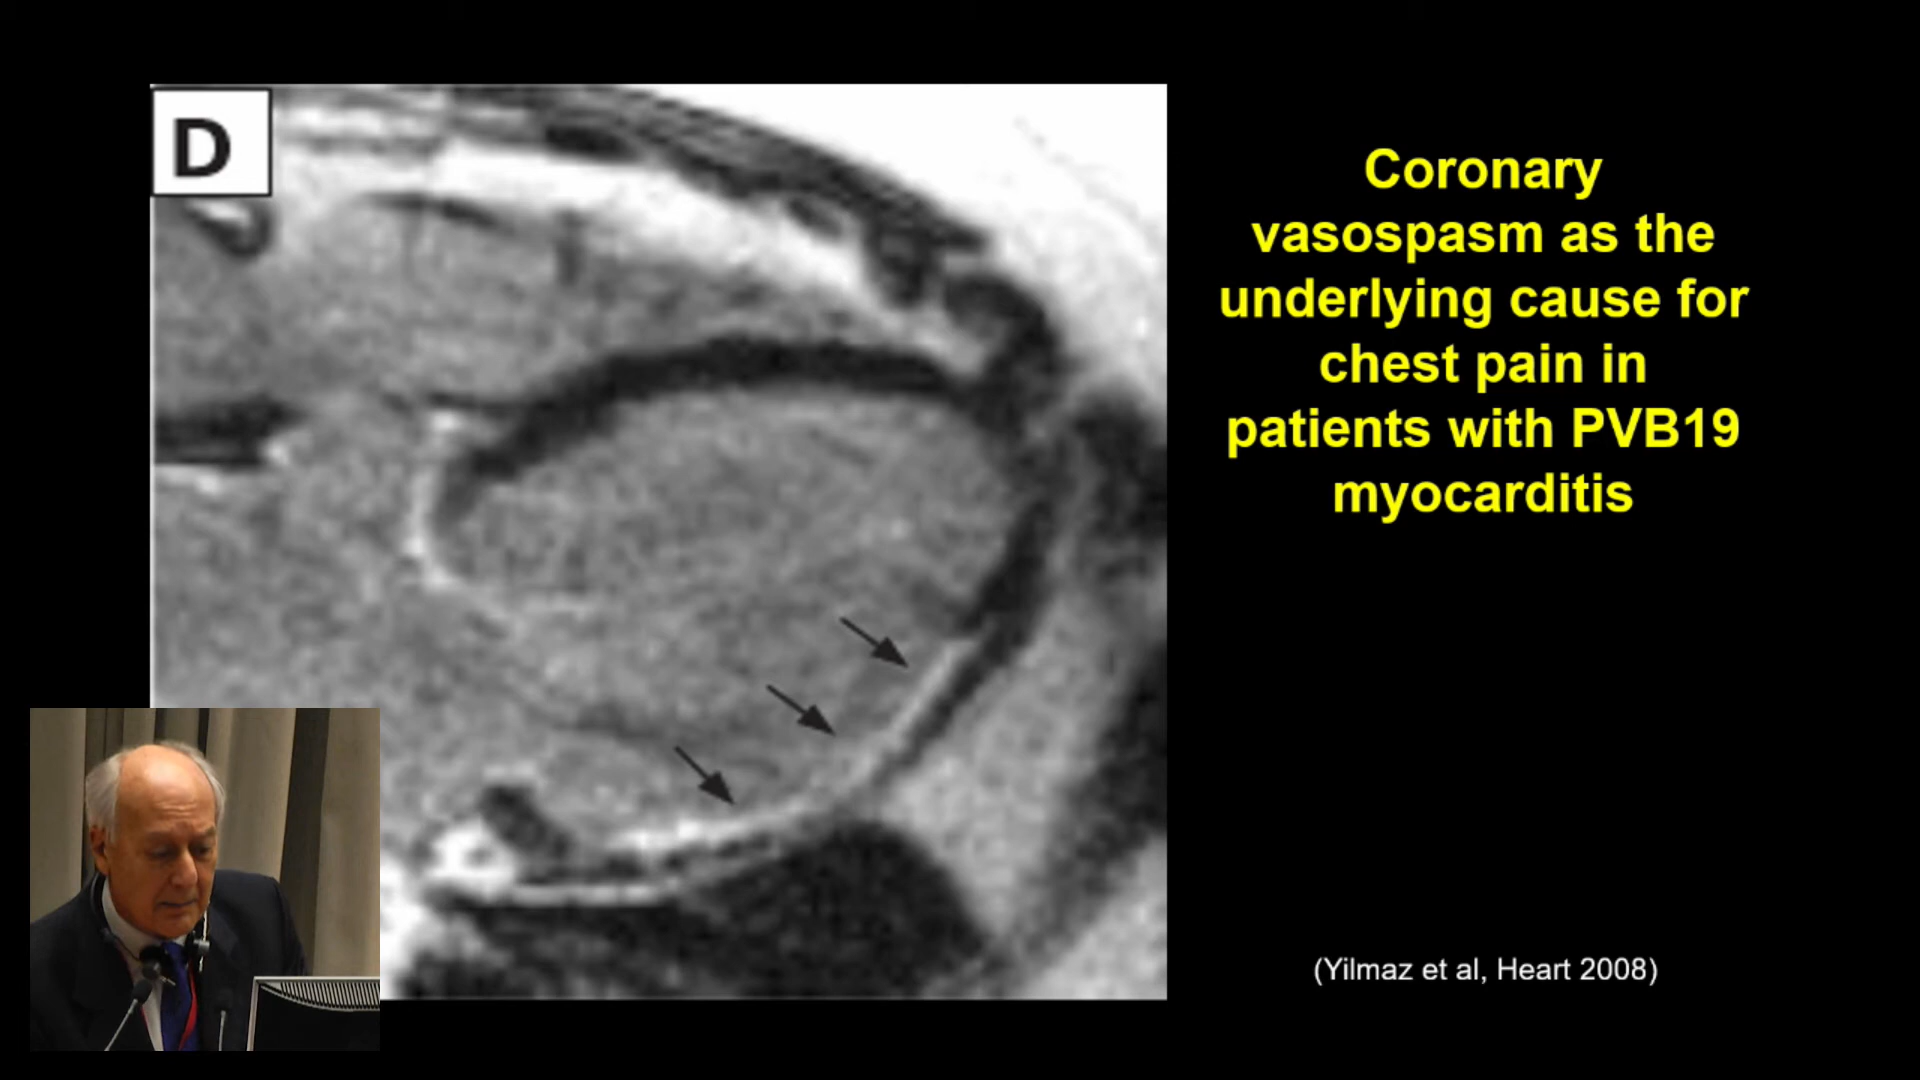 D
Coronary
vasospasm as the
underlying cause for
chest pain in
patients with PVB19
myocarditis
(Yilmaz et al, Heart 2008)